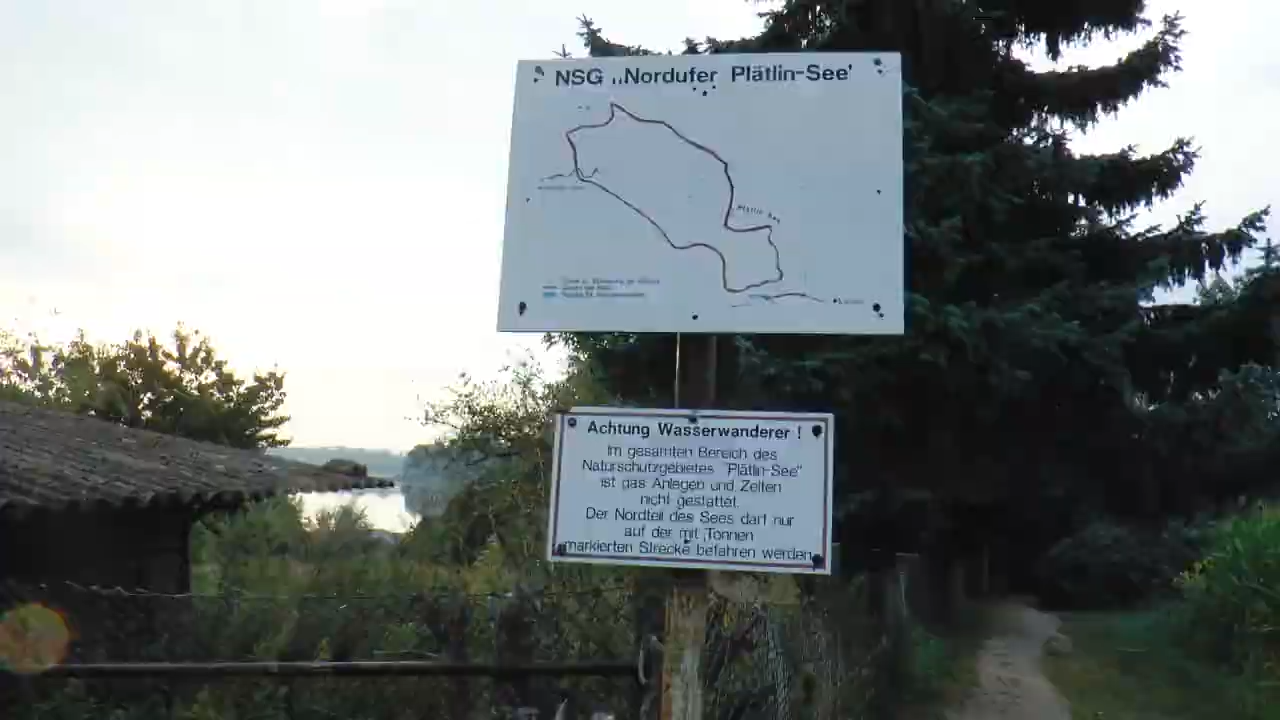 NSG ,,Nordufer Plätlin-See'
Plätlin See
Achtung Wasserwanderer !
Im gesamten Bereich des
Naturschutzgebietes "Plätlin-See"
ist das Anlegen und Zelten
nicht gestattet.
Der Nordteil des Sees darf nur
auf der mit Tonnen
markierten Strecke befahren werden